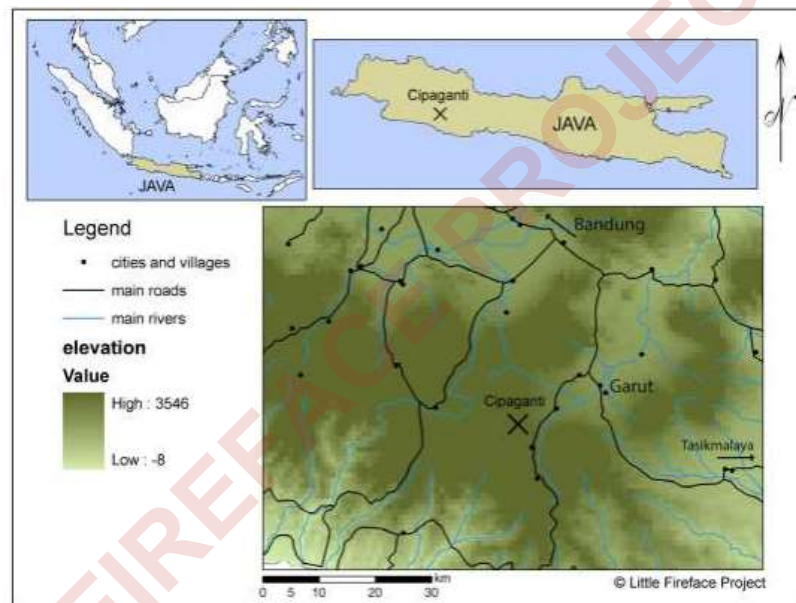 JAVA
Cipaganti
JAVA
N
Legend
cities and villages
main roads
main rivers
elevation
Value
High : 3546
Low : -8
Bandung
Garut
Cipaganti
Tasikmalaya
km
0 5 10 20 30
© Little Fireface Project
FIREFACE PROJECT